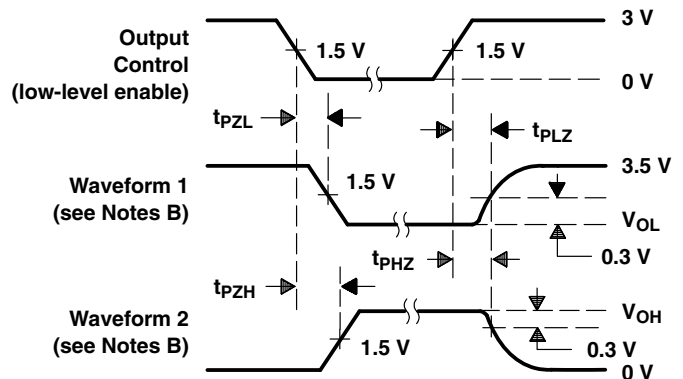 Output
Control
(low-level enable)
1.5 V
1.5 V
3 V
0 V
tPZL
tPLZ
Waveform 1
(see Notes B)
1.5 V
3.5 V
VOL
0.3 V
tPHZ
tPZH
Waveform 2
(see Notes B)
1.5 V
VOH
0.3 V
0 V